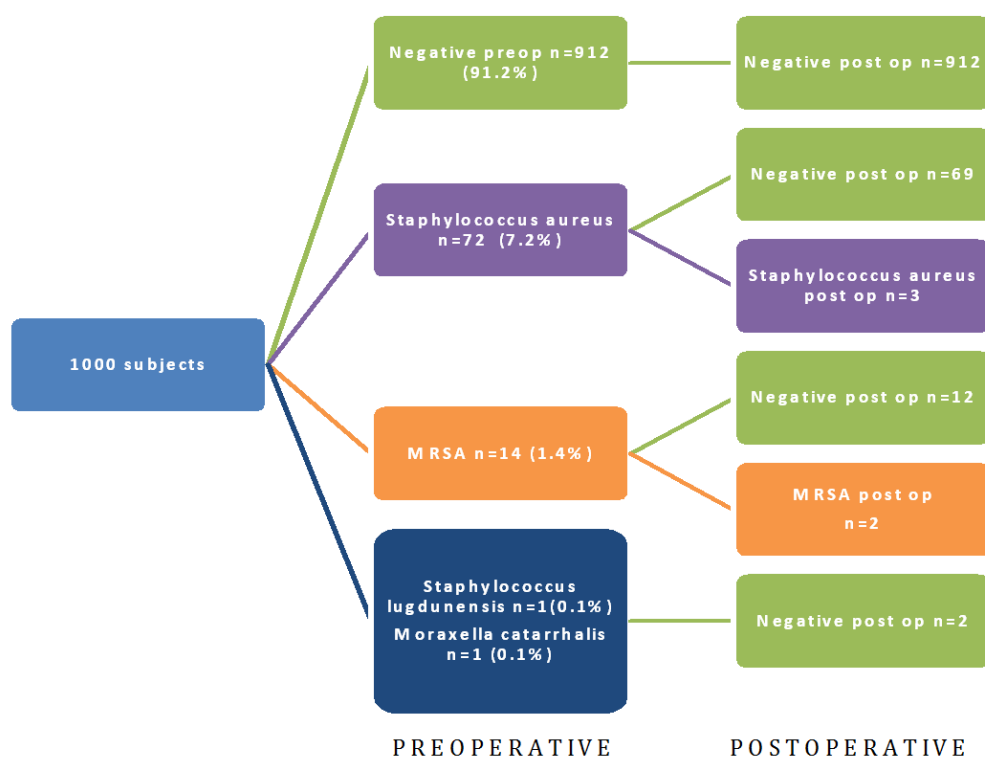 1000 subjects
Negative preop n=912
(91.2%)
Staphylococcus aureus
n=72 (7.2%)
MRSA n=14 (1.4%)
Staphylococcus
lugdunensis n=1(0.1%)
Moraxella catarrhalis
n=1 (0.1%)
PREOPERATIVE
Negative post op n=912
Negative post op n=69
Staphylococcus aureus
post op n=3
Negative post op n=12
MRSA post op
n=2
Negative post op n=2
POSTOPERATIVE